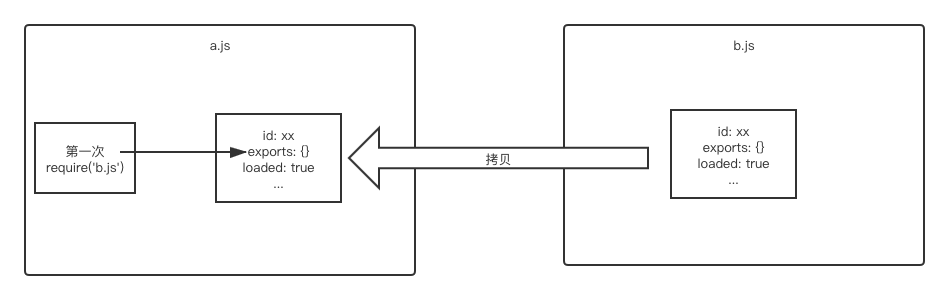 a.js
第一次
require('b.js')
id: xx
exports: {}
loaded: true
...
拷贝
b.js
id: xx
exports: {}
loaded: true
...